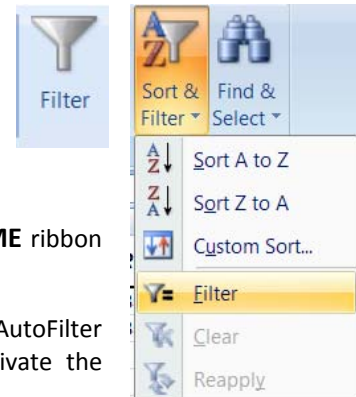 Filter
Sort & Filter
Find & Select
Sort A to Z
Sort Z to A
Custom Sort...
Filter
Clear
Reapply
ME ribbon
AutoFilter
ivate the